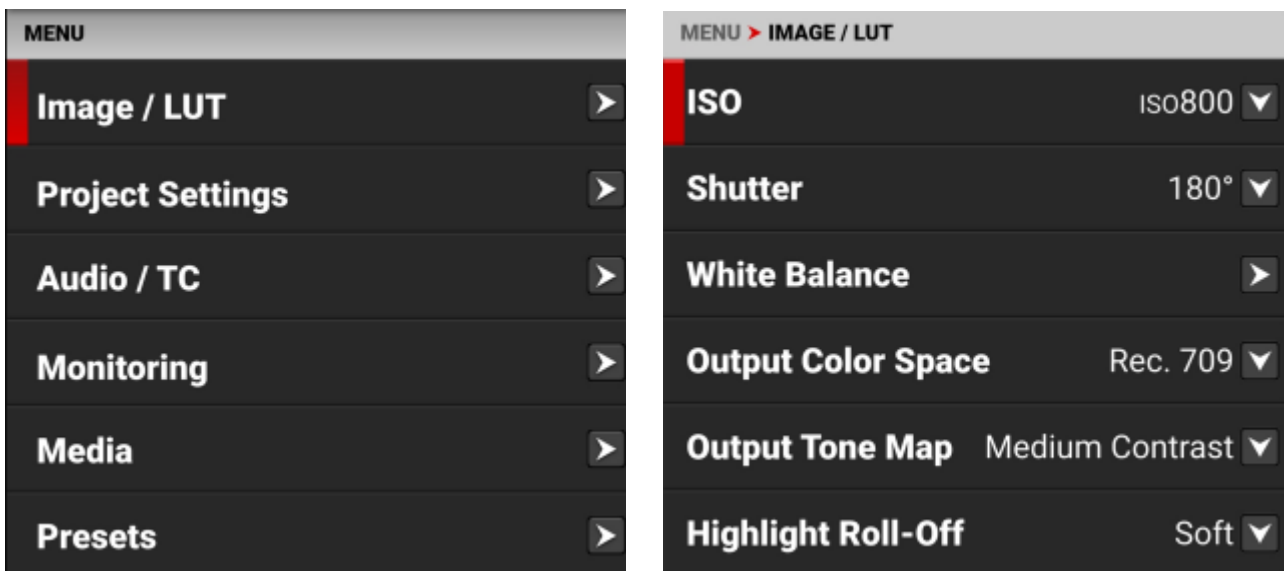 MENU
Image / LUT
Project Settings
Audio / TC
Monitoring
Media
Presets
MENU > IMAGE / LUT
ISO ISO800
Shutter 180°
White Balance
Output Color Space Rec. 709
Output Tone Map Medium Contrast
Highlight Roll-Off Soft